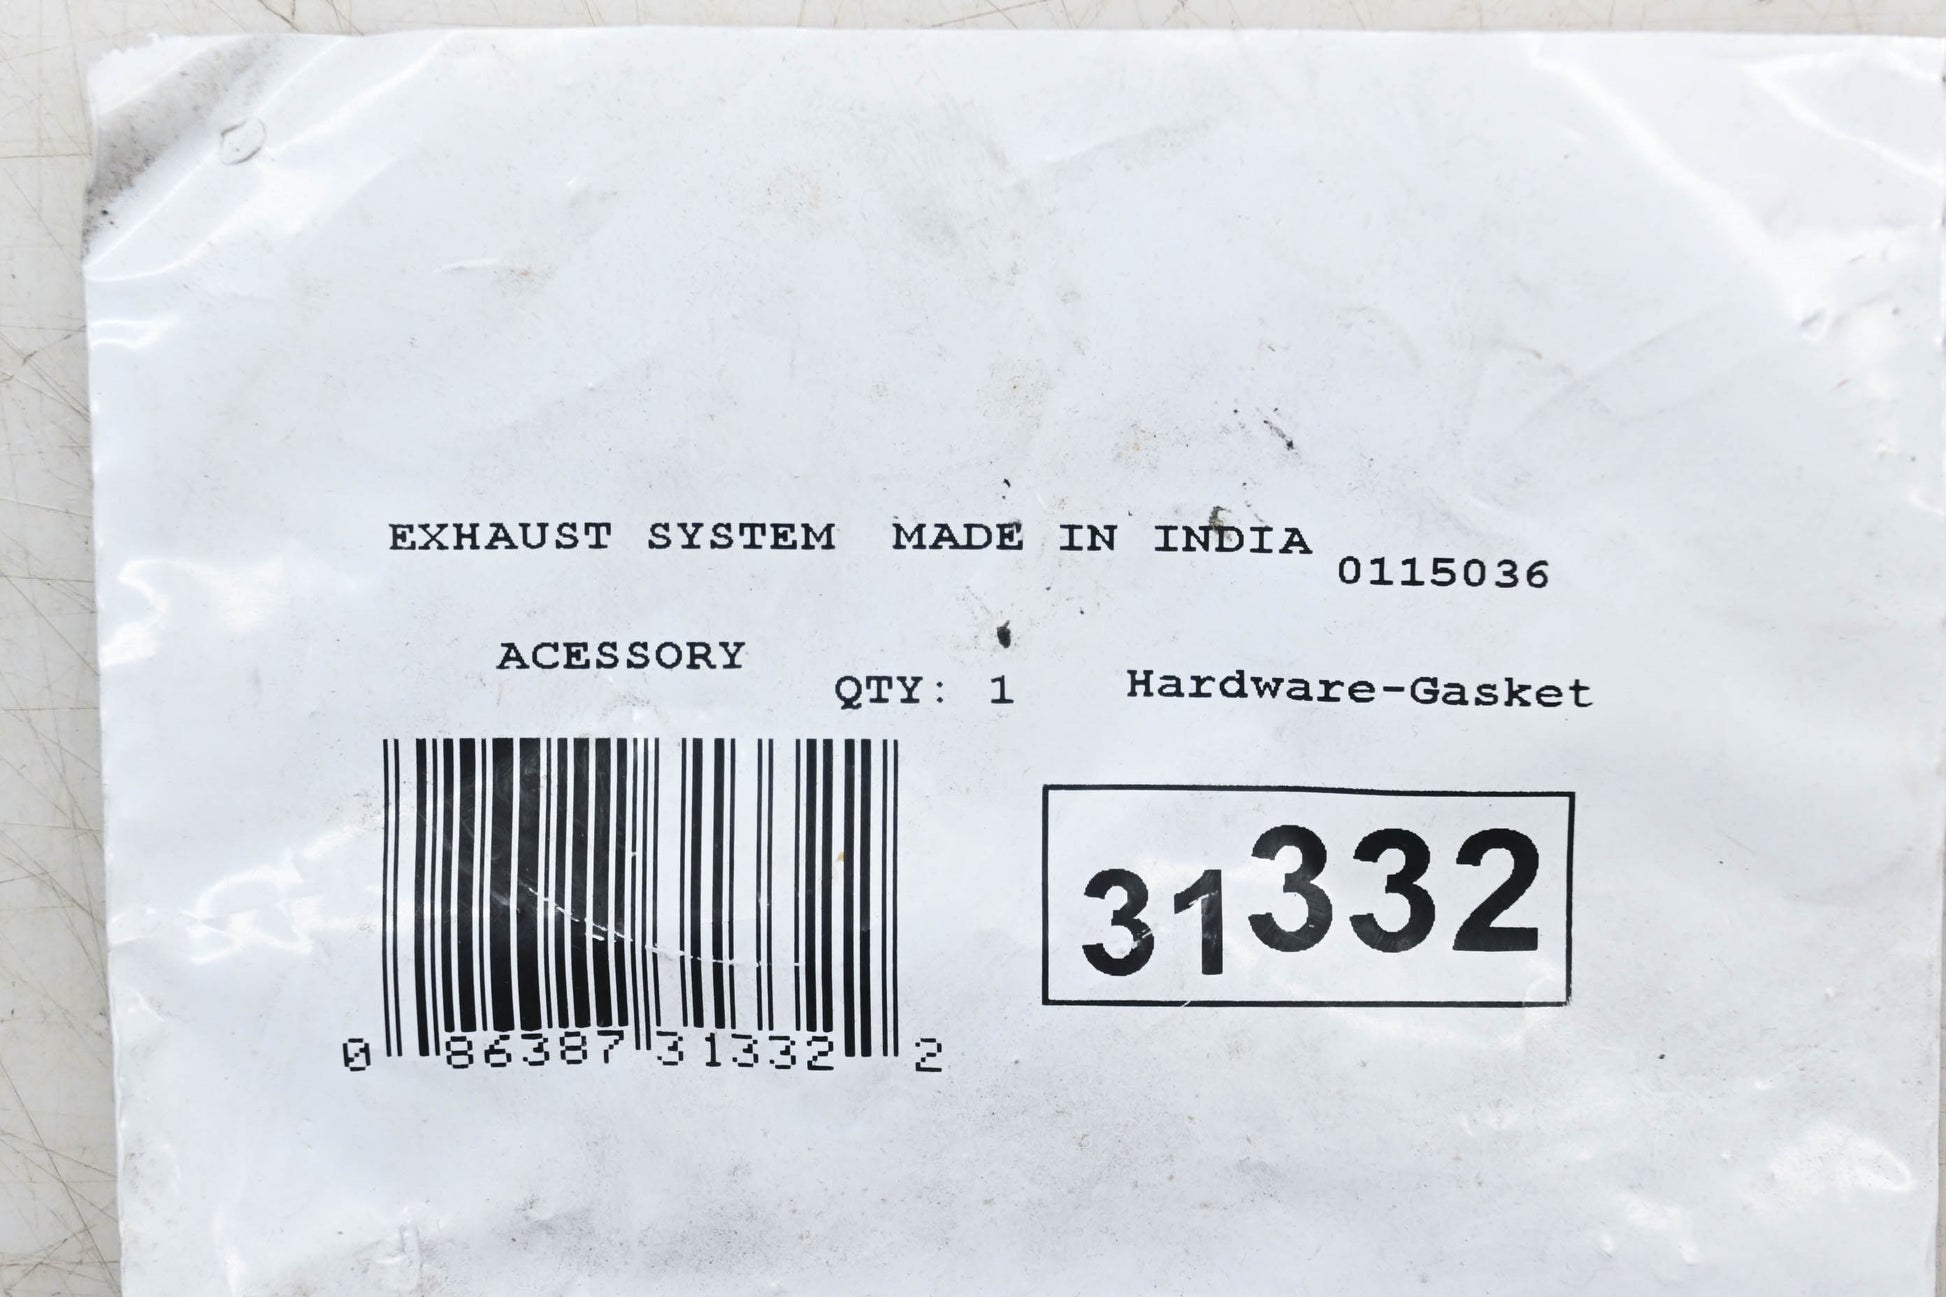 EXHAUST SYSTEM MADE IN INDIA
0115036
ACESSORY
QTY: 1
Hardware-Gasket
31332
0 86387 31332 2